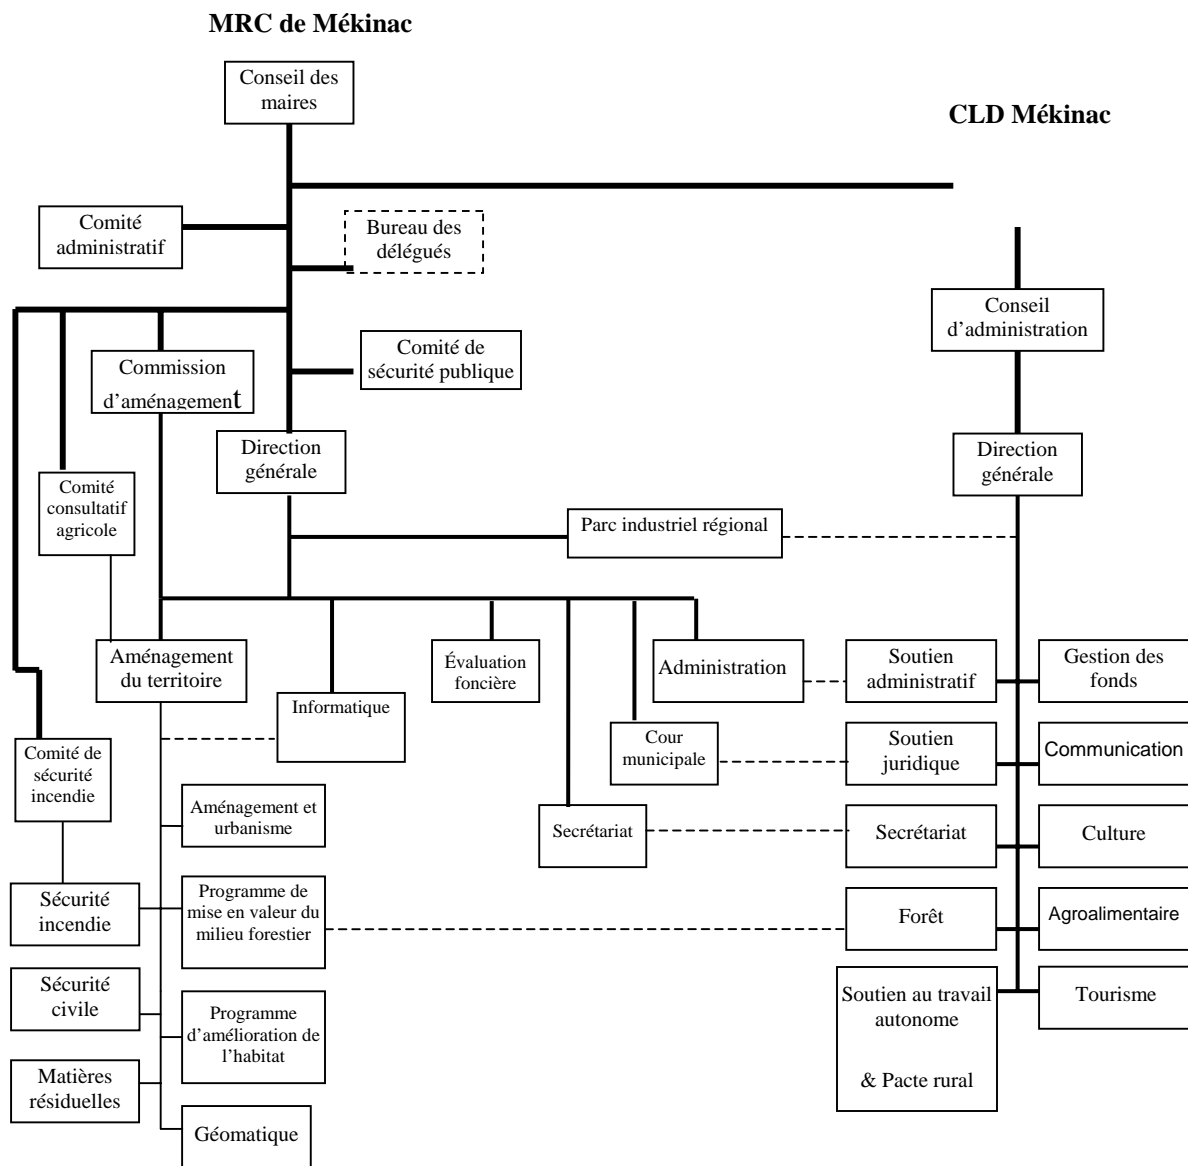 MRC de Mékinac
Conseil des
maires
CLD Mékinac
Comité
administratif
Bureau des
délégués
Conseil
d'administration
Commission
d'aménagement
Comité de
sécurité publique
Direction
générale
Direction
générale
Comité
consultatif
agricole
Parc industriel régional
Aménagement
du territoire
Informatique
Évaluation
foncière
Administration
Soutien
administratif
Gestion des
fonds
Comité de
sécurité
incendie
Cour
municipale
Soutien
juridique
Communication
Aménagement et
urbanisme
Secrétariat
Secrétariat
Culture
Sécurité
incendie
Programme de
mise en valeur du
milieu forestier
Forêt
Agroalimentaire
Sécurité
civile
Programme
d'amélioration de
l'habitat
Soutien au travail
autonome
& Pacte rural
Tourisme
Matières
résiduelles
Géomatique